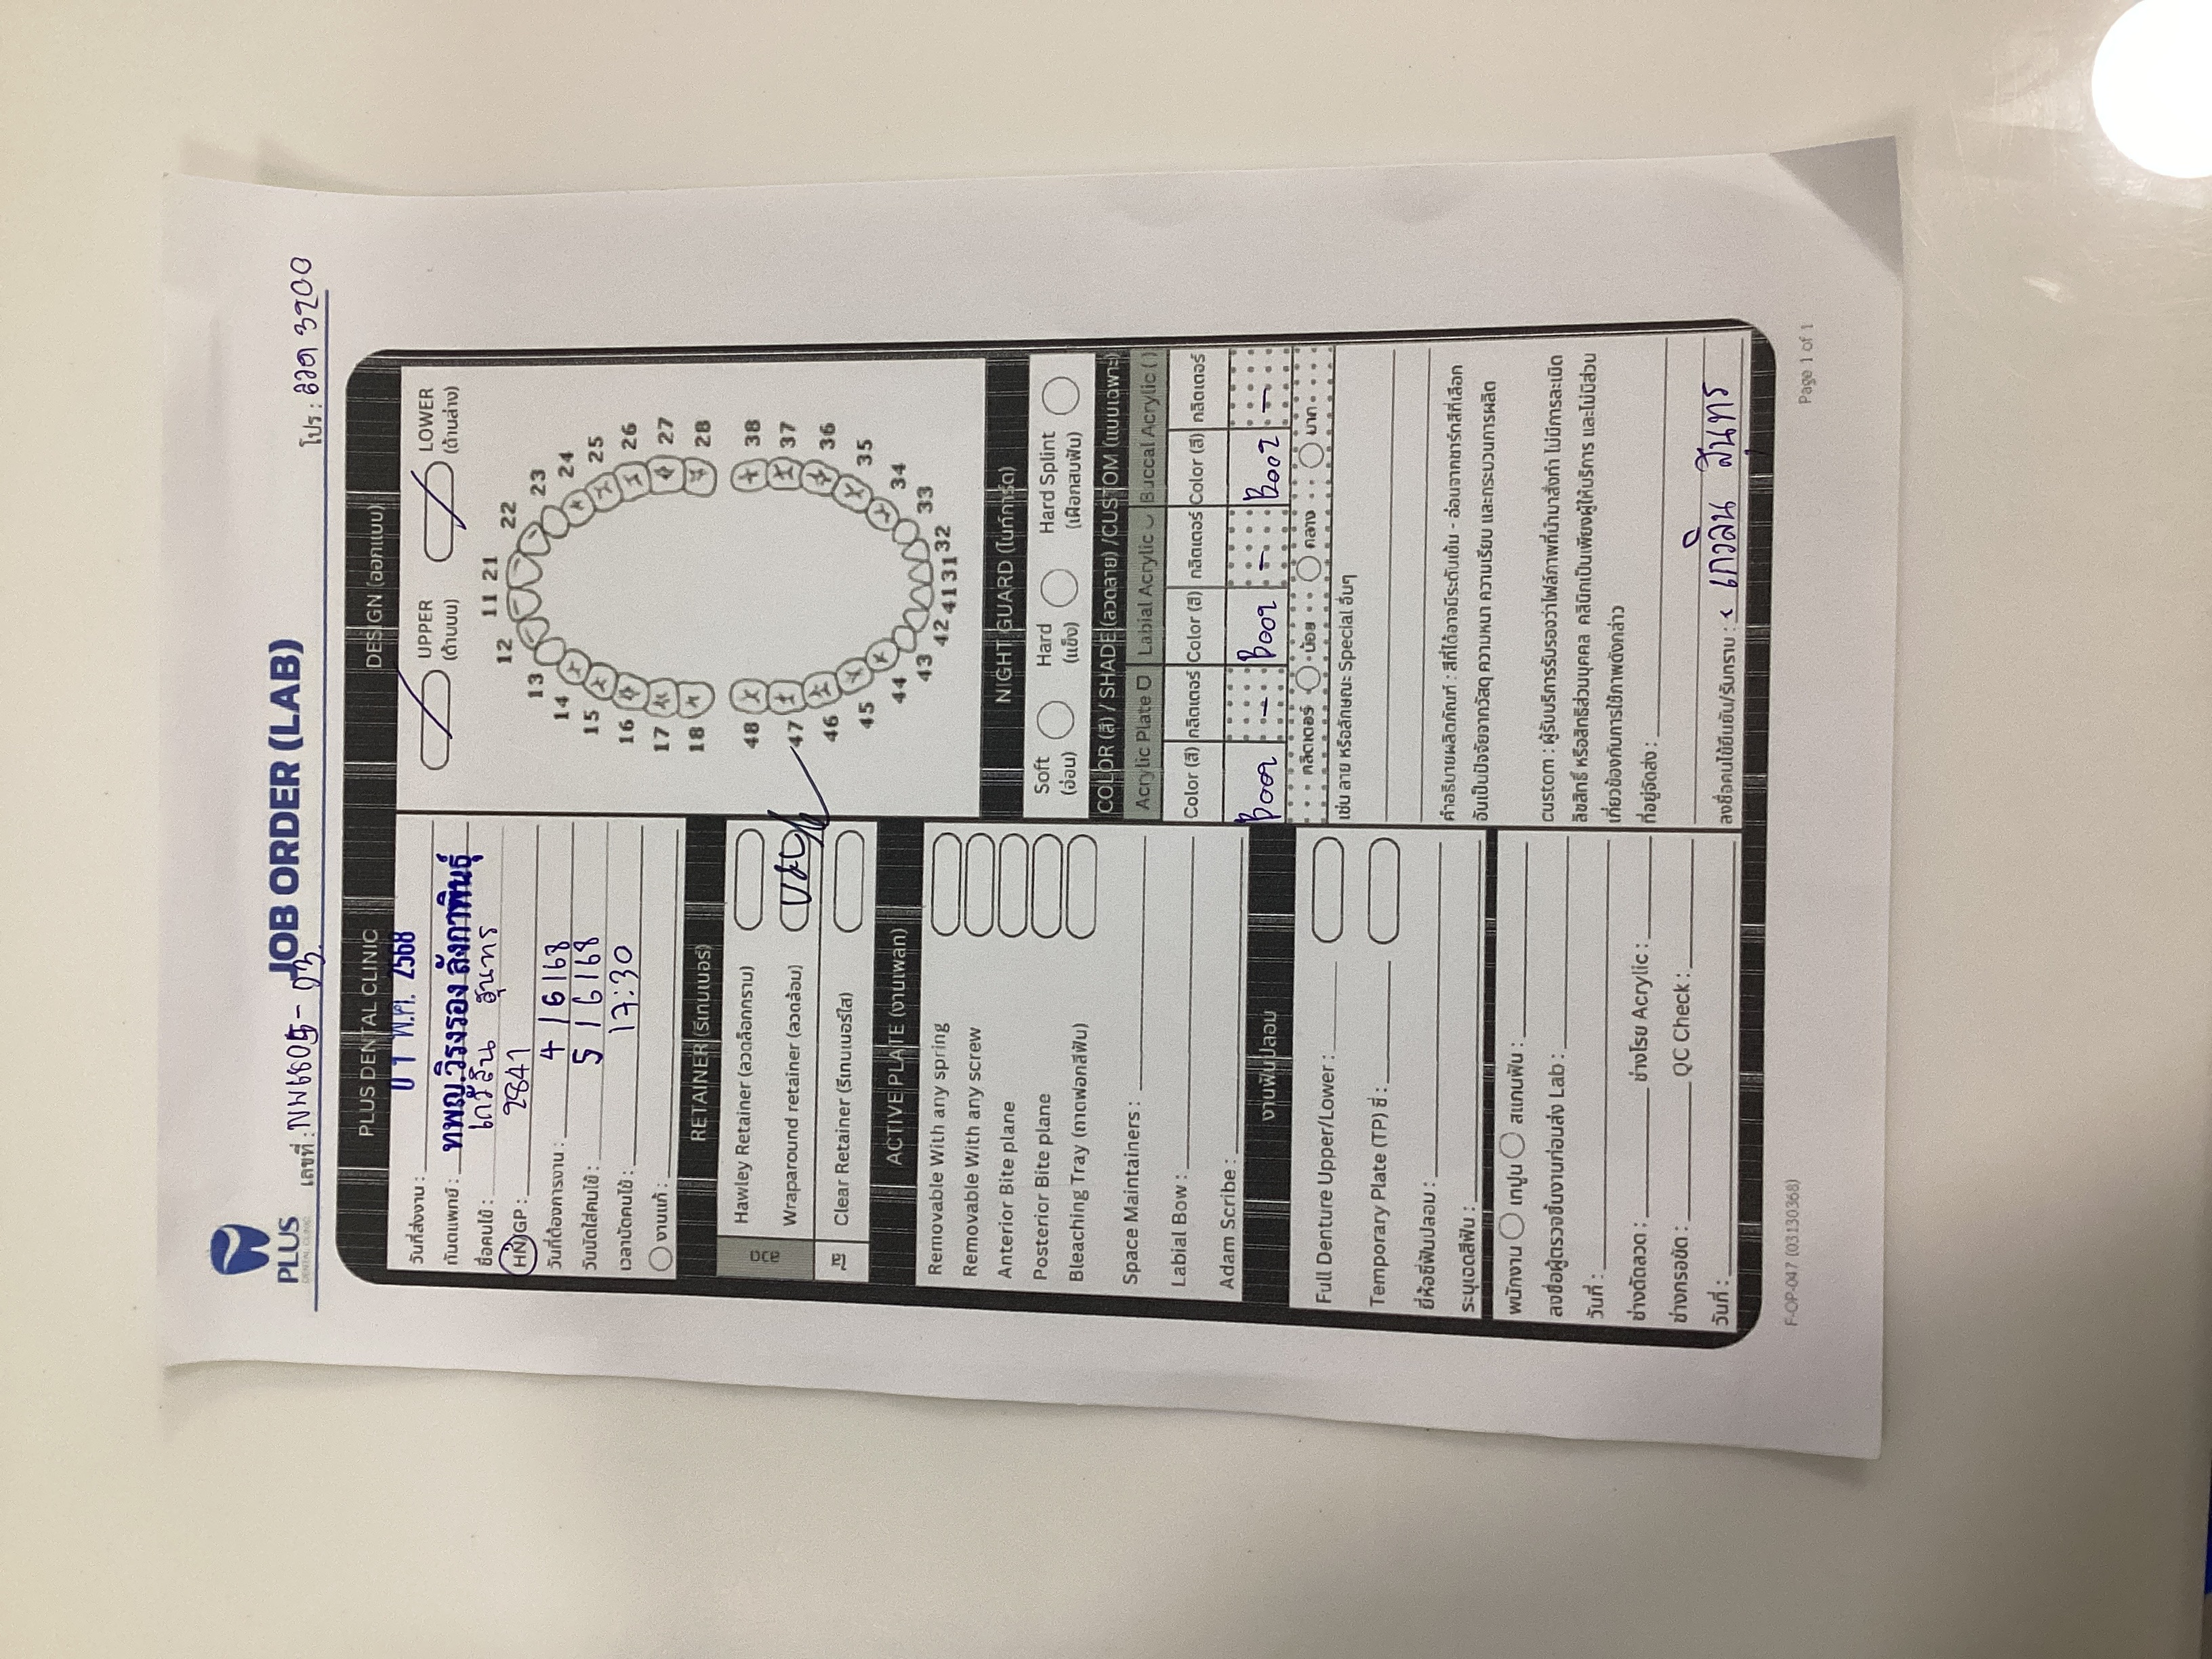 PLUS
DENTAL CLINIC
JOB ORDER (LAB)
เลขที่ : NW6805-03
โปร : ลวด 3200
PLUS DENTAL CLINIC
วันที่ส่งงาน : 01 พ.ค. 2568
ทันตแพทย์ : ทพญ.วิรงรอง ลังกาพินธุ์
ชื่อคนไข้ : เกวลิน สุนทร
HN/GP : 2841
วันที่ต้องการงาน : 4/6/68
วันนัดใส่คนไข้ : 5/6/68
เวลานัดคนไข้ : 17:30
งานแก้ :
RETAINER (รีเทนเนอร์)
ลวด
Hawley Retainer (ลวดล็อกกราม)
Wraparound retainer (ลวดล้อม) U&L
ใส
Clear Retainer (รีเทนเนอร์ใส)
ACTIVE PLATE (งานเพลท)
Removable With any spring
Removable With any screw
Anterior Bite plane
Posterior Bite plane
Bleaching Tray (ถาดฟอกสีฟัน)
Space Maintainers :
Labial Bow :
Adam Scribe :
งานฟันปลอม
Full Denture Upper/Lower :
Temporary Plate (TP) ซี่ :
ยี่ห้อซี่ฟันปลอม :
ระบุเฉดสีฟัน :
พนักงาน เทปูน สแกนฟัน :
ลงชื่อผู้ตรวจชิ้นงานก่อนส่ง Lab :
วันที่ :
ช่างดัดลวด : ช่างโรย Acrylic :
ช่างกรอขัด : QC Check :
วันที่ :
DESIGN (ออกแบบ)
UPPER
(ด้านบน)
LOWER
(ด้านล่าง)
11 21
12 22
13 23
14 24
15 25
16 26
17 27
18 28
48 38
47 37
46 36
45 35
44 34
43 33
42 41 31 32
NIGHT GUARD (ไนท์การ์ด)
Soft
(อ่อน)
Hard
(แข็ง)
Hard Splint
(เฝือกสบฟัน)
COLOR (สี) / SHADE (ลวดลาย) /CUSTOM (แบบเฉพาะ)
Acrylic Plate Labial Acrylic Buccal Acrylic ( )
Color (สี) กลิตเตอร์ Color (สี) กลิตเตอร์ Color (สี) กลิตเตอร์
B002 - B002 - B002 -
กลิตเตอร์ น้อย กลาง มาก
เช่น ลาย หรือลักษณะ Special อื่นๆ
คำอธิบายผลิตภัณฑ์ : สีที่ได้อาจมีระดับเข้ม - อ่อนจากชาร์ทสีที่เลือก
อันเป็นปัจจัยจากวัสดุ ความหนา ความเรียบ และกระบวนการผลิต
custom : ผู้รับบริการรับรองว่าไฟล์ภาพที่นำมาสั่งทำ ไม่มีการละเมิด
ลิขสิทธิ์ หรือสิทธิส่วนบุคคล คลินิกเป็นเพียงผู้ให้บริการ และไม่มีส่วน
เกี่ยวข้องกับการใช้ภาพดังกล่าว
ที่อยู่จัดส่ง :
ลงชื่อคนไข้ยืนยัน/รับทราบ : เกวลิน สุนทร
F-OP-047 (03130368)
Page 1 of 1